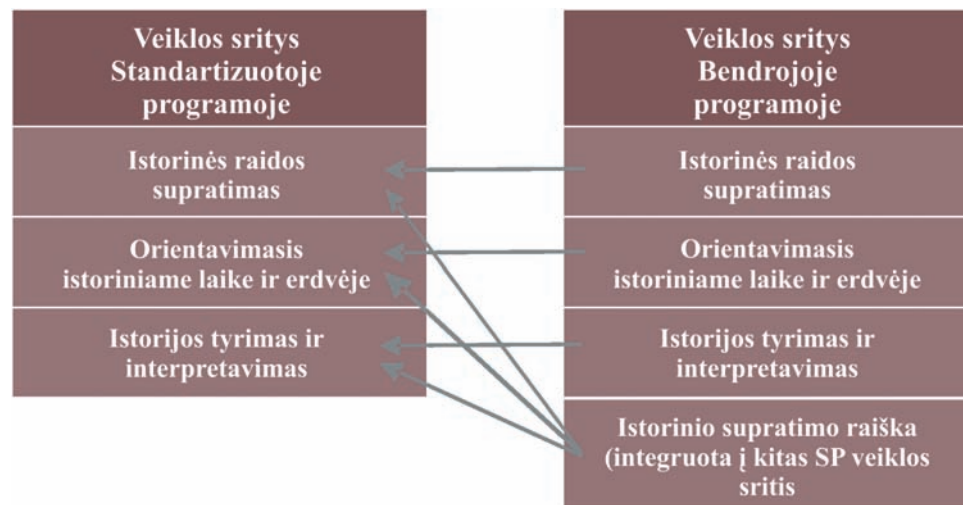 Veiklos sritys
Standartizuotoje
programoje
Istorinės raidos
supratimas
Orientavimasis
istoriniame laike ir erdvėje
Istorijos tyrimas ir
interpretavimas
Veiklos sritys
Bendrojoje
programoje
Istorinės raidos
supratimas
Orientavimasis
istoriniame laike ir erdvėje
Istorijos tyrimas ir
interpretavimas
Istorinio supratimo raiška
(integruota į kitas SP veiklos
sritis